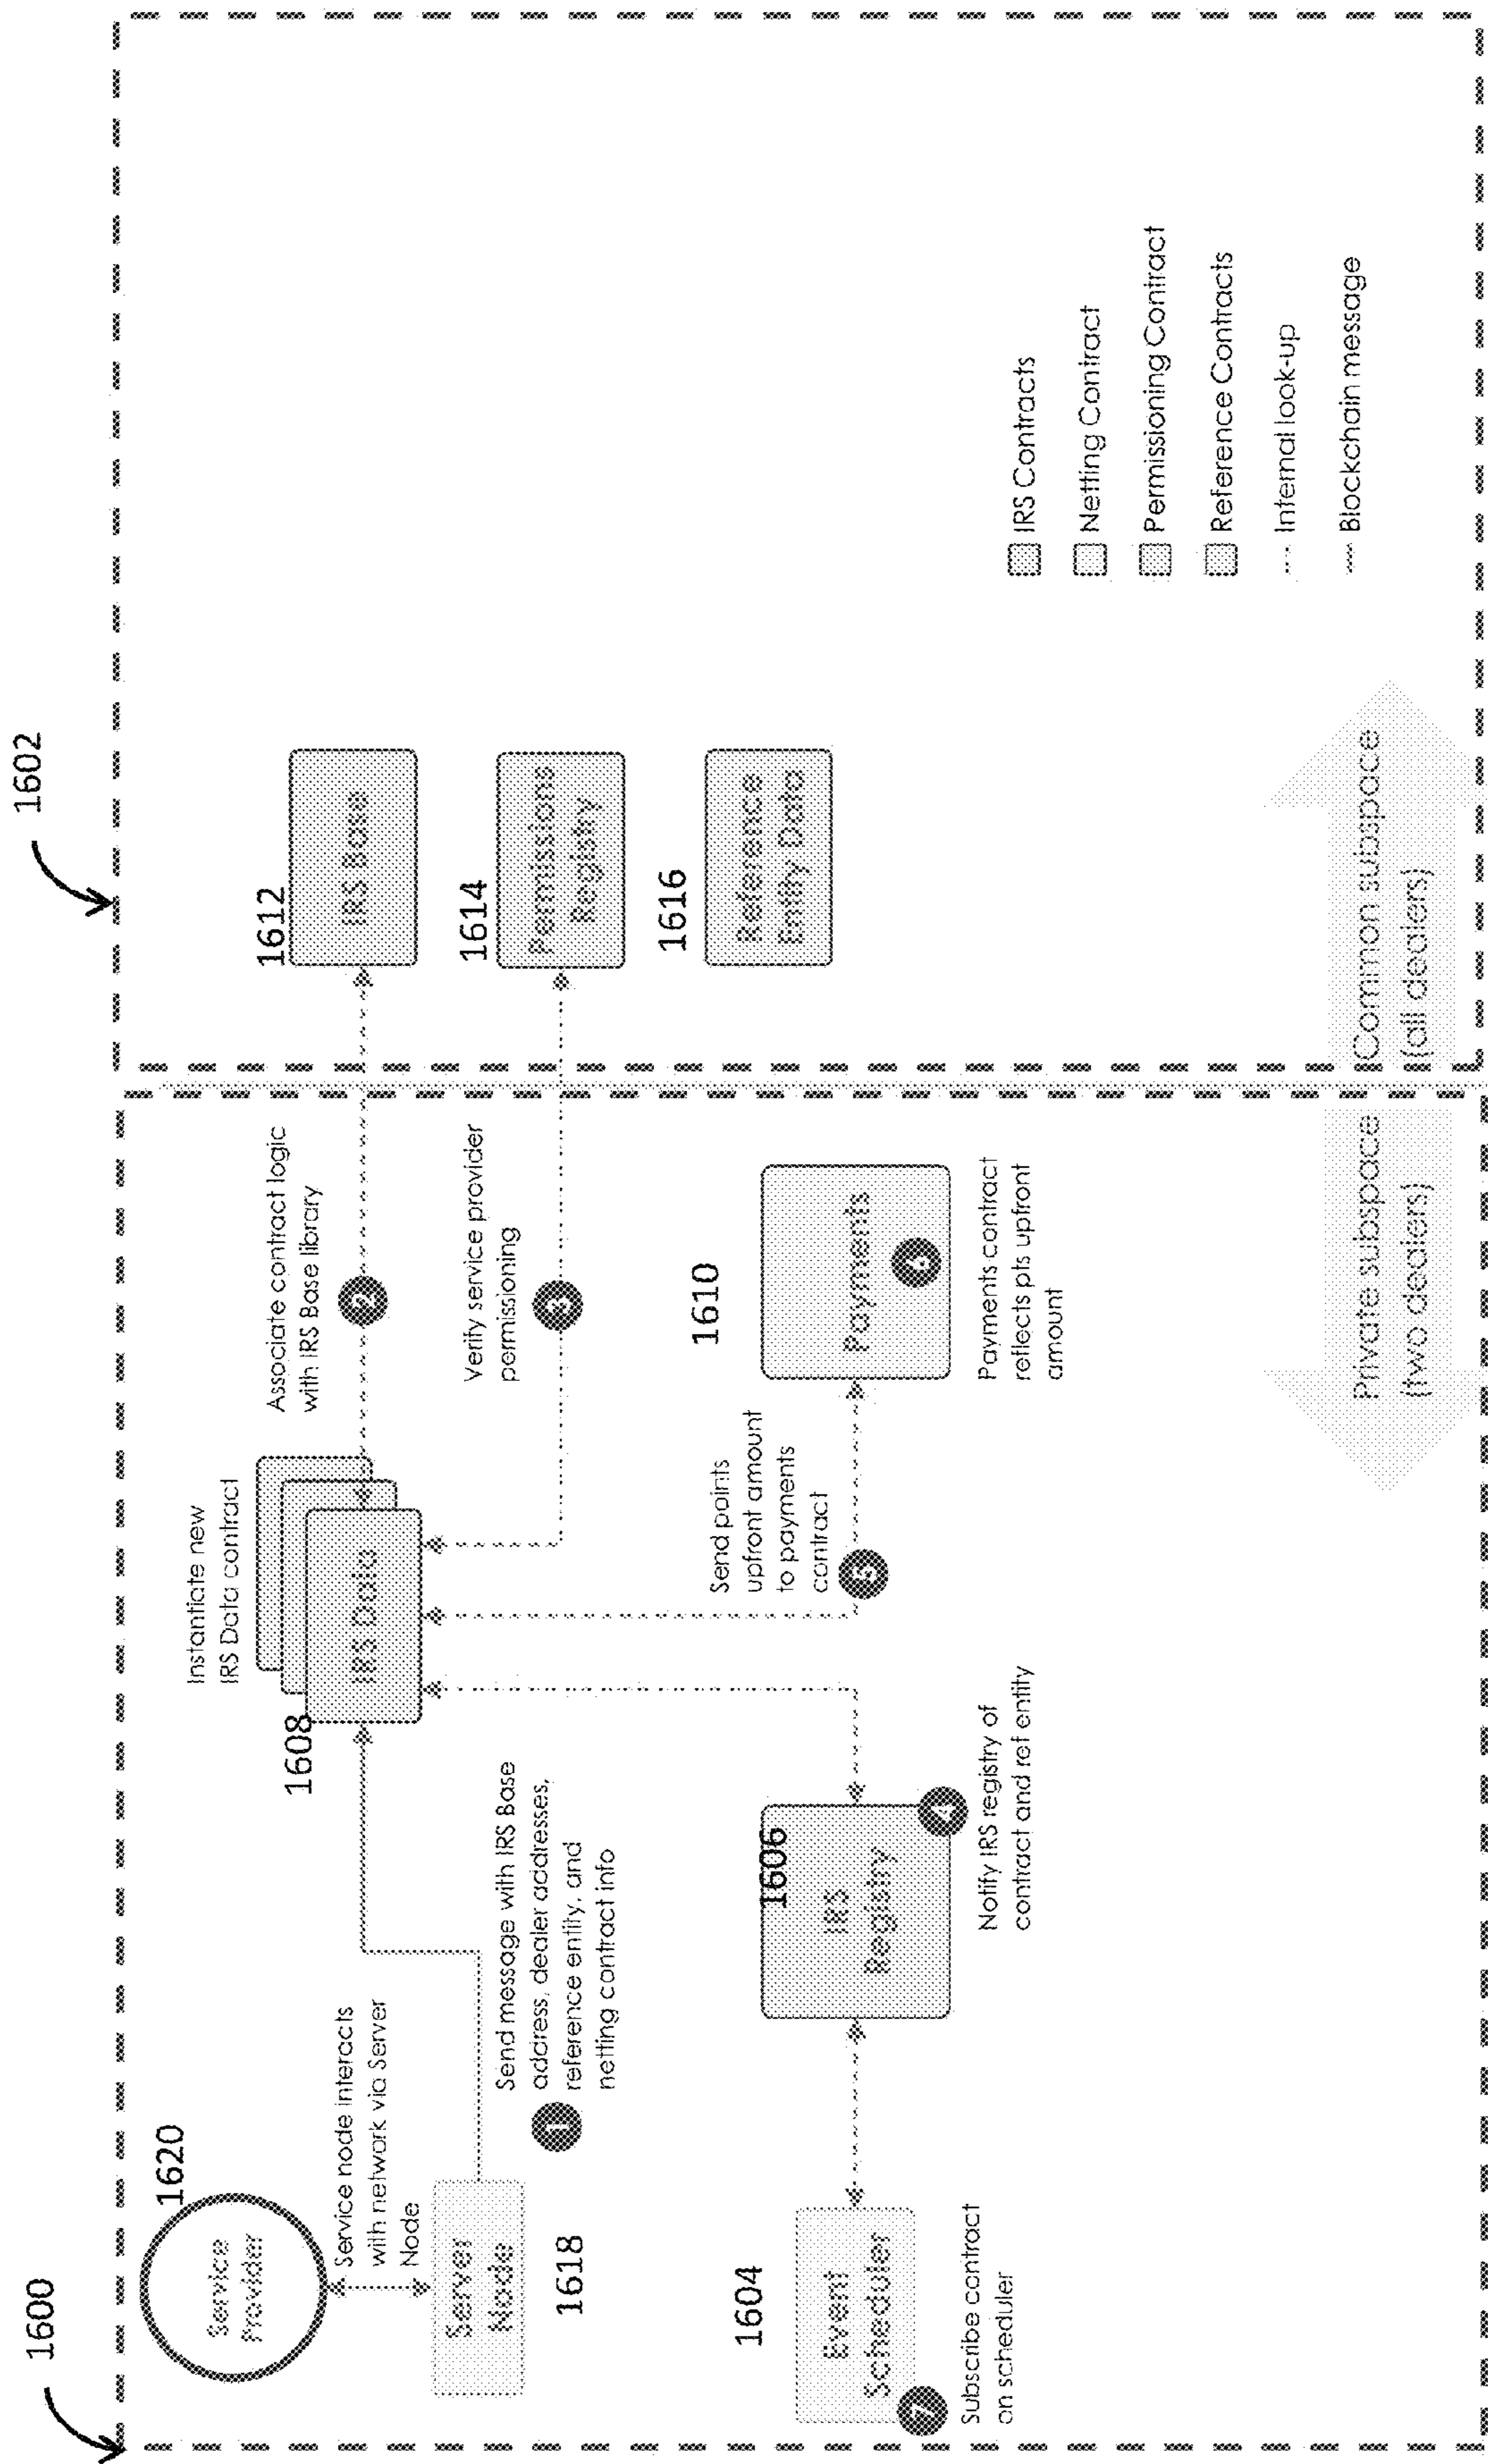 1600
1602
1620
Service
Provider
Service node interacts
with network via Server
Node
Server
Node
1618
1
Send message with IRS Base
address, dealer addresses,
reference entity, and
netting contract info
Instantiate new
IRS Data contract
1608
IRS Data
Associate contract logic
with IRS Base library
2
Verify service provider
permissioning
3
1612
IRS Base
1614
Permissions
Registry
1616
Reference
Entity Data
1604
Event
Scheduler
7
Subscribe contract
on scheduler
1606
IRS
Registry
4
Notify IRS registry of
contract and ref entity
Send points
upfront amount
to payments
contract
5
1610
Payments
6
Payments contract
reflects pts upfront
amount
IRS Contracts
Netting Contract
Permissioning Contract
Reference Contracts
Internal look-up
Blockchain message
Private subspace
(two dealers)
Common subspace
(all dealers)